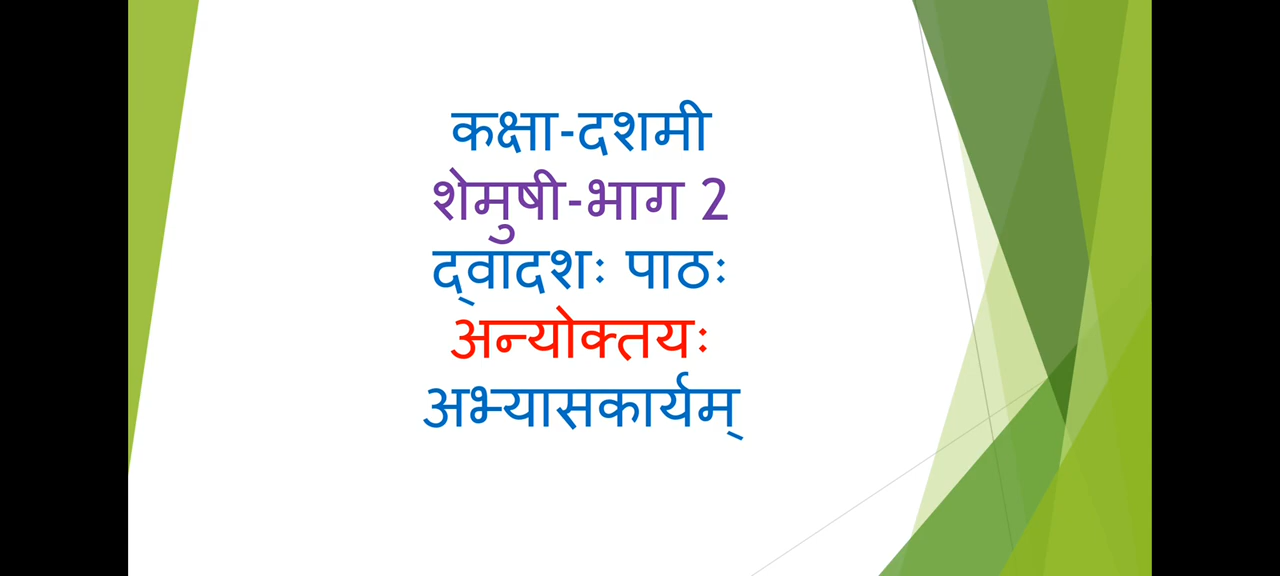 कक्षा-दशमी
शेमुषी-भाग 2
द्वादशः पाठः
अन्योक्तयः
अभ्यासकार्यम्